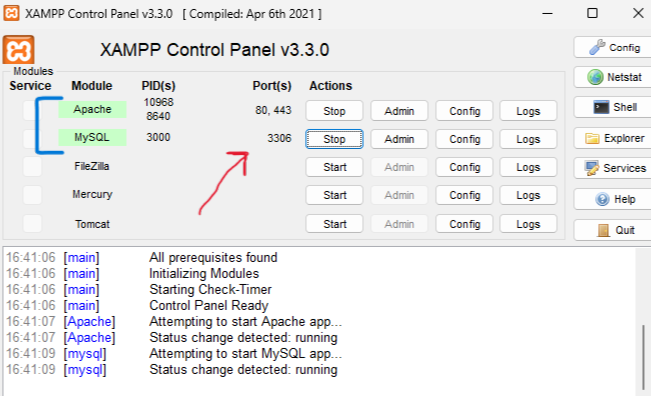 XAMPP Control Panel v3.3.0 [ Compiled: Apr 6th 2021 ]
XAMPP Control Panel v3.3.0
Config
Modules
Service Module PID(s) Port(s) Actions
Netstat
Apache 10968 8640 80, 443 Stop Admin Config Logs
Shell
MySQL 3000 3306 Stop Admin Config Logs
Explorer
FileZilla Start Admin Config Logs
Services
Mercury Start Admin Config Logs
Help
Tomcat Start Admin Config Logs
Quit
16:41:06 [main] All prerequisites found
16:41:06 [main] Initializing Modules
16:41:06 [main] Starting Check-Timer
16:41:06 [main] Control Panel Ready
16:41:07 [Apache] Attempting to start Apache app...
16:41:07 [Apache] Status change detected: running
16:41:09 [mysql] Attempting to start MySQL app...
16:41:09 [mysql] Status change detected: running